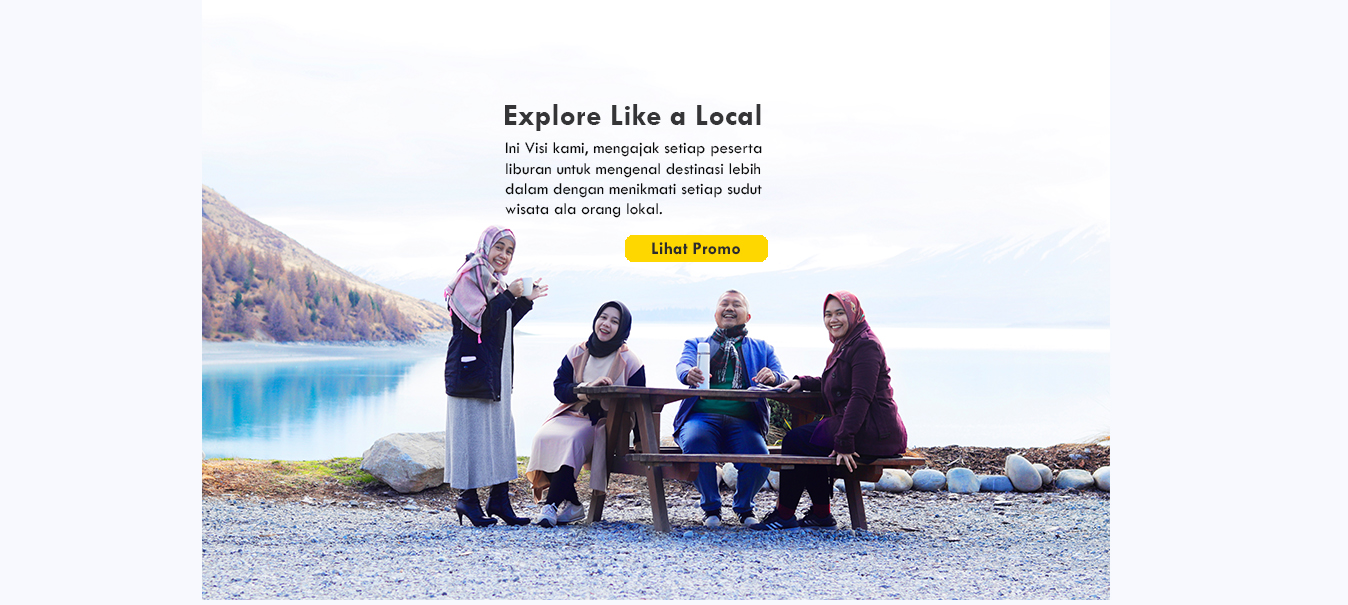 Explore Like a Local
Ini Visi kami, mengajak setiap peserta
liburan untuk mengenal destinasi lebih
dalam dengan menikmati setiap sudut
wisata ala orang lokal.
Lihat Promo